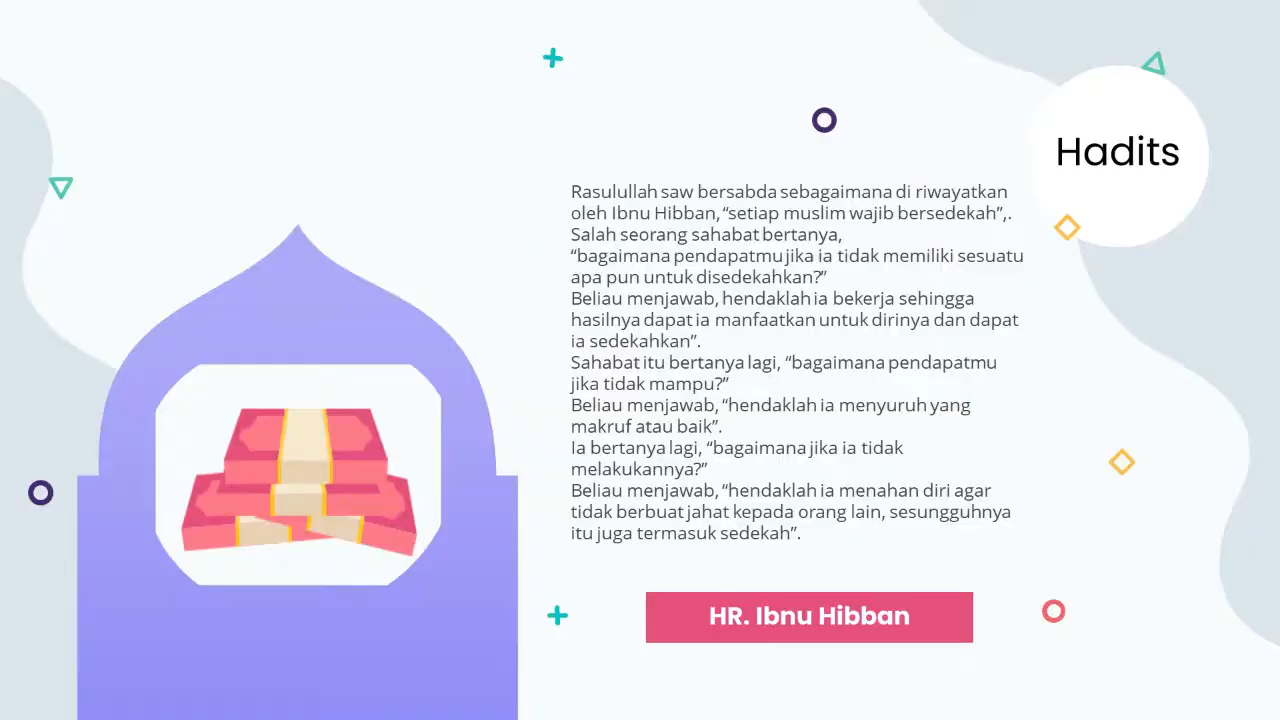 Hadits
Rasulullah saw bersabda sebagaimana di riwayatkan
oleh Ibnu Hibban, “setiap muslim wajib bersedekah”,.
Salah seorang sahabat bertanya,
“bagaimana pendapatmu jika ia tidak memiliki sesuatu
apa pun untuk disedekahkan?”
Beliau menjawab, hendaklah ia bekerja sehingga
hasilnya dapat ia manfaatkan untuk dirinya dan dapat
ia sedekahkan”.
Sahabat itu bertanya lagi, “bagaimana pendapatmu
jika tidak mampu?”
Beliau menjawab, “hendaklah ia menyuruh yang
makruf atau baik”.
Ia bertanya lagi, “bagaimana jika ia tidak
melakukannya?”
Beliau menjawab, “hendaklah ia menahan diri agar
tidak berbuat jahat kepada orang lain, sesungguhnya
itu juga termasuk sedekah”.
HR. Ibnu Hibban